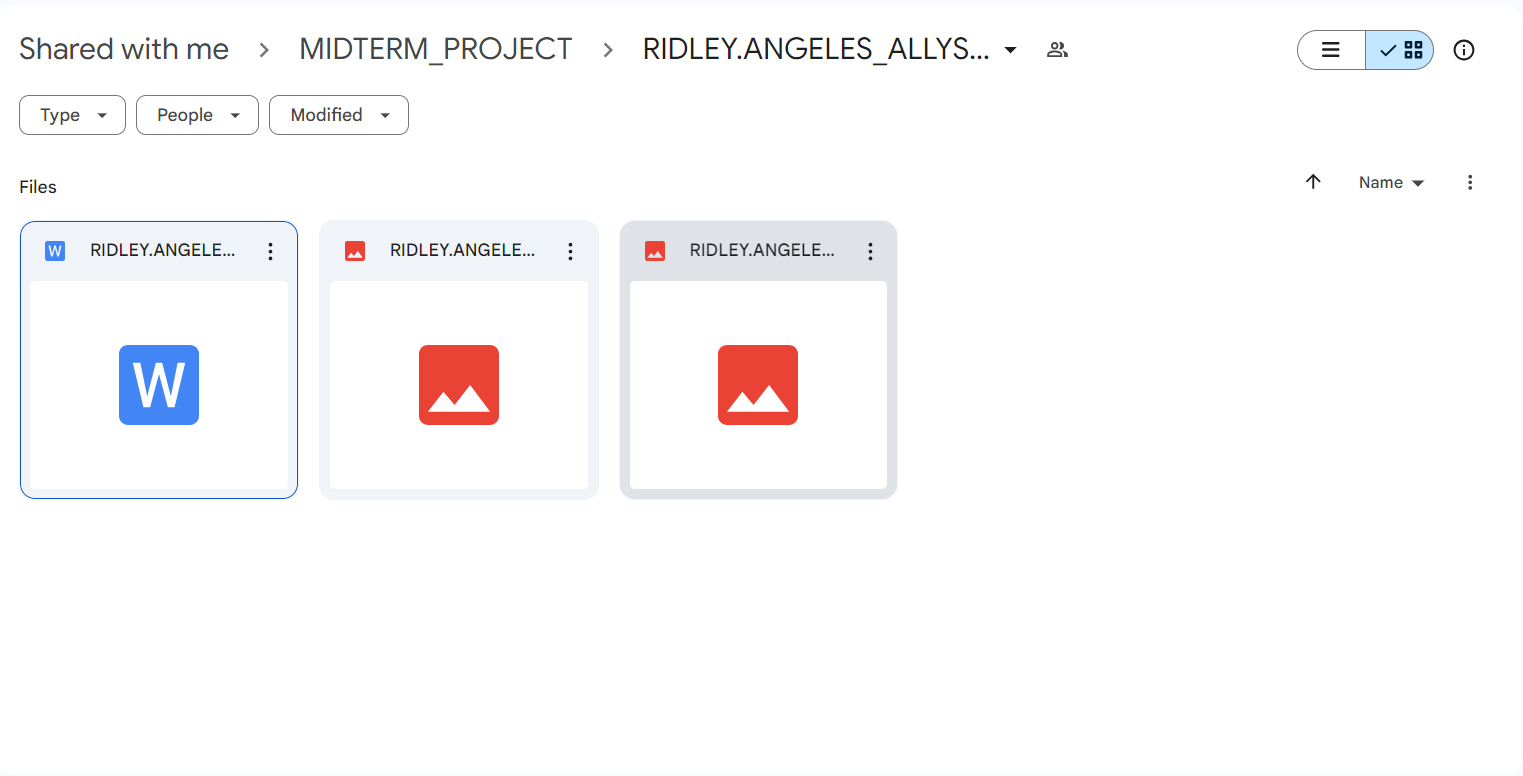 Shared with me > MIDTERM_PROJECT > RIDLEY.ANGELES_ALLYS...
Type People Modified
Files Name
W RIDLEY.ANGELE... RIDLEY.ANGELE... RIDLEY.ANGELE...
W